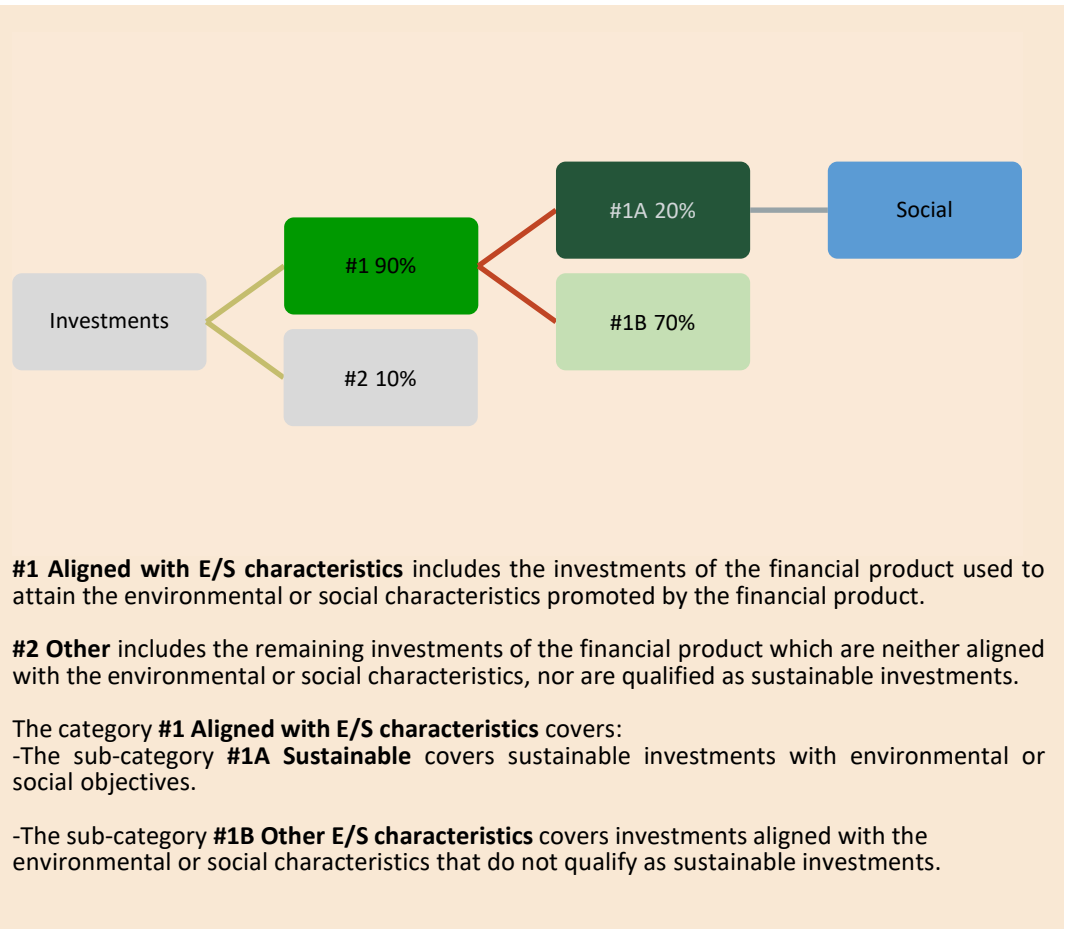 #1A 20%
Social
#1 90%
Investments
#1B 70%
#2 10%
#1 Aligned with E/S characteristics includes the investments of the financial product used to
attain the environmental or social characteristics promoted by the financial product.
#2 Other includes the remaining investments of the financial product which are neither aligned
with the environmental or social characteristics, nor are qualified as sustainable investments.
The category #1 Aligned with E/S characteristics covers:
-The sub-category #1A Sustainable covers sustainable investments with environmental or
social objectives.
-The sub-category #1B Other E/S characteristics covers investments aligned with the
environmental or social characteristics that do not qualify as sustainable investments.